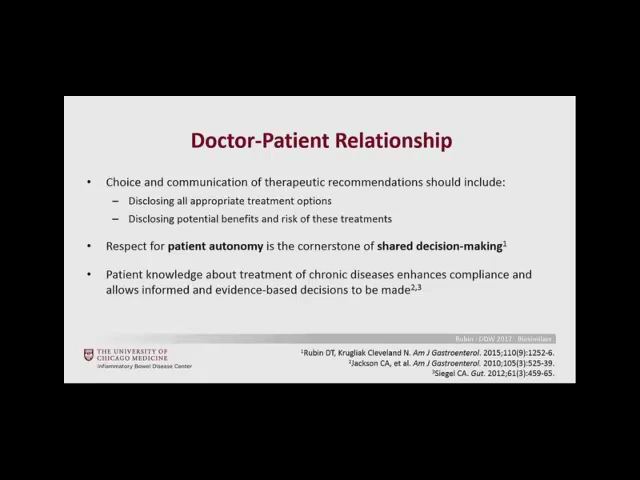 Doctor-Patient Relationship
• Choice and communication of therapeutic recommendations should include:
– Disclosing all appropriate treatment options
– Disclosing potential benefits and risk of these treatments
• Respect for patient autonomy is the cornerstone of shared decision-making1
• Patient knowledge about treatment of chronic diseases enhances compliance and
allows informed and evidence-based decisions to be made2,3
Rubin : DDW 2017 : Biosimilars
THE UNIVERSITY OF
CHICAGO MEDICINE
Inflammatory Bowel Disease Center
1Rubin DT, Krugliak Cleveland N. Am J Gastroenterol. 2015;110(9):1252-6.
2Jackson CA, et al. Am J Gastroenterol. 2010;105(3):525-39.
3Siegel CA. Gut. 2012;61(3):459-65.